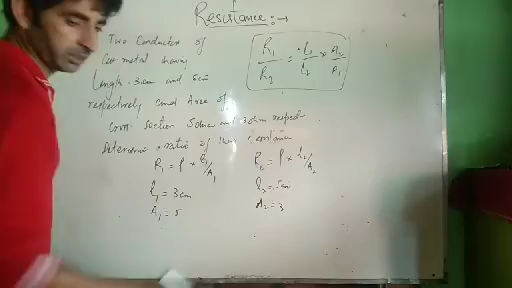 Resistance :→
Two Conductor of
metal having
Length 3cm and 5cm
respectively and Area of
cross section 5cm and 3cm respect
Determine ratio of their resistance
R₁/R₂ = l₁/l₂ × A₂/A₁
R₁ = ρ × l₁/A₁
R₂ = ρ × l₂/A₂
l₁ = 3cm
l₂ = 5cm
A₁ = 5
A₂ = 3